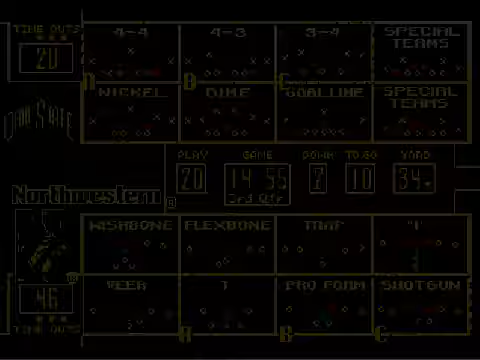 TIME OUTS
20
4-4
4-3
3-4
SPECIAL TEAMS
A
B
C
NICKEL
DIME
GOALLINE
SPECIAL TEAMS
PLAY
GAME
DOWN
TO GO
YARD
20
14:55
2
10
34
3rd Qtr
Northwestern
WISHBONE
FLEXBONE
TRAP
"I"
46
VEER
T
PRO FORM
SHOTGUN
TIME OUTS
A
B
C